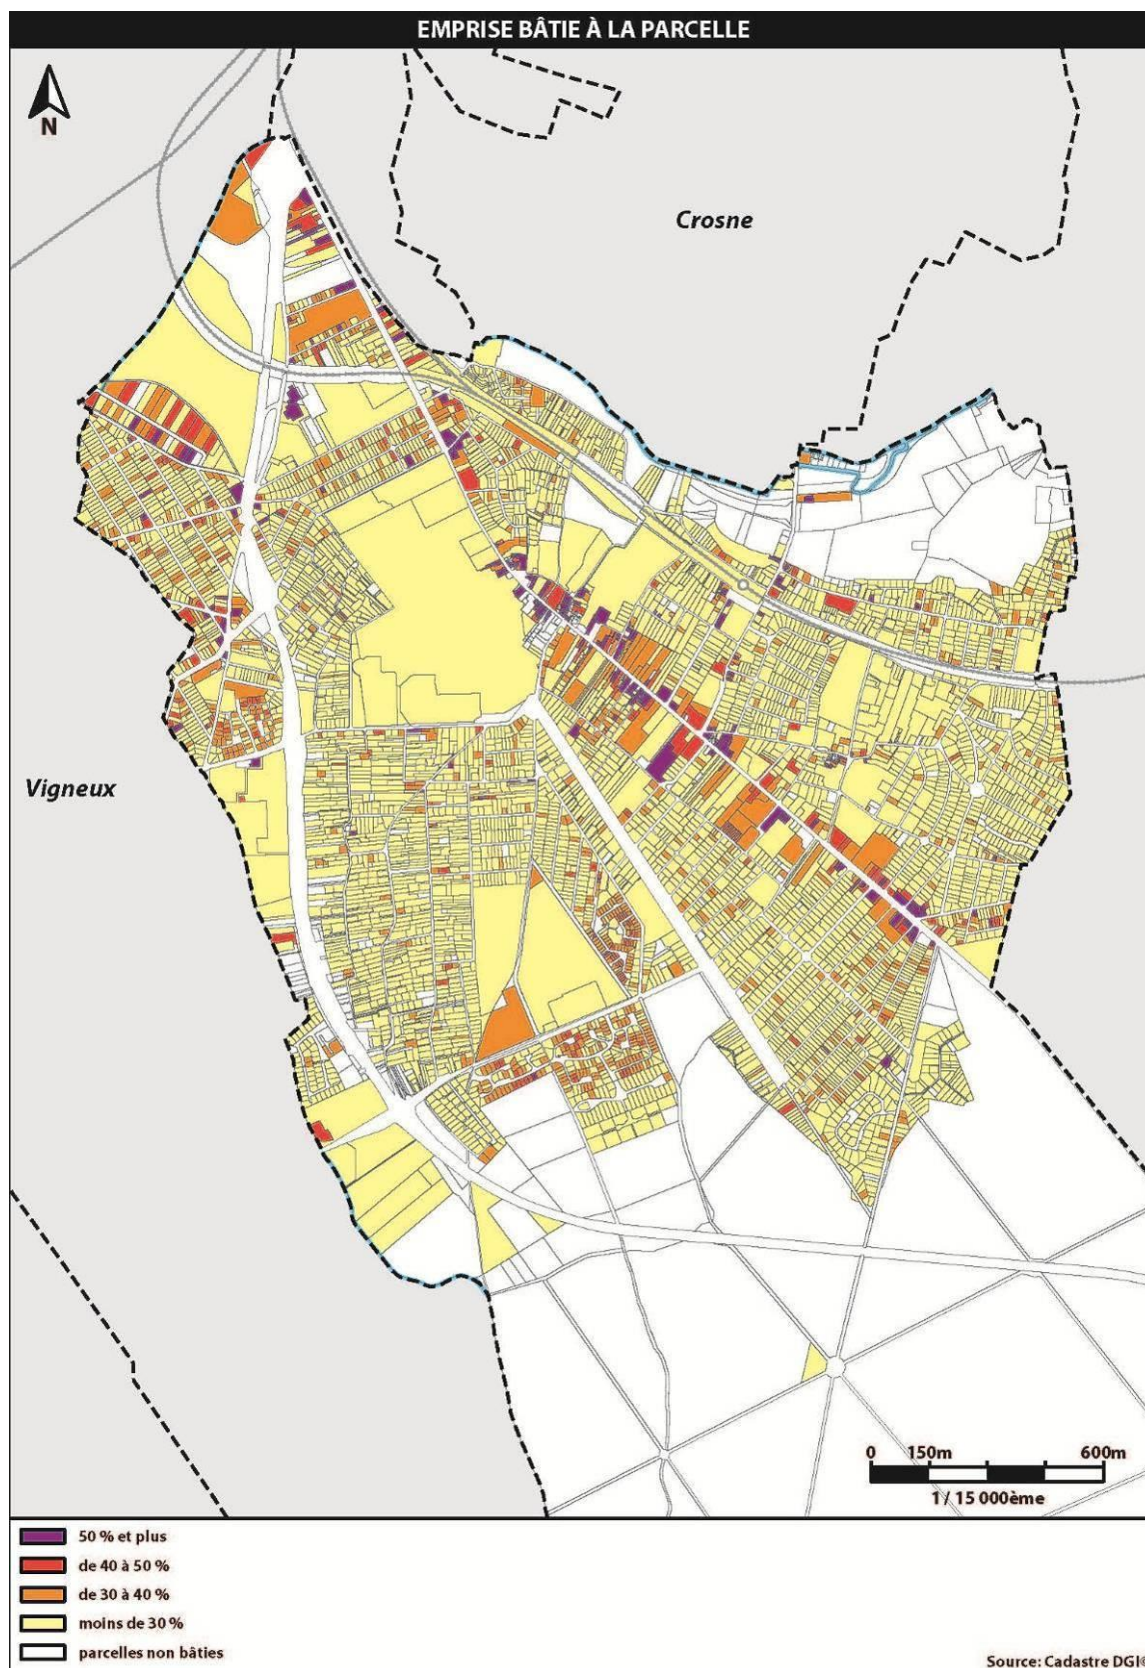 EMPRISE BÂTIE À LA PARCELLE
N
Crosne
Vigneux
0 150m 600m
1 / 15 000ème
50 % et plus
de 40 à 50 %
de 30 à 40 %
moins de 30 %
parcelles non bâties
Source: Cadastre DGI